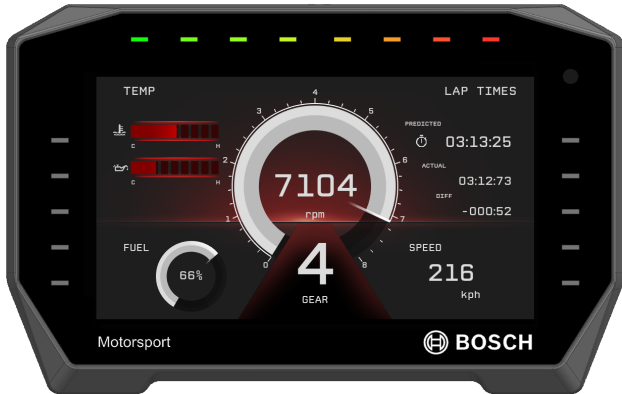 TEMP
LAP TIMES
C H
C H
0
1
2
3
4
5
6
7
8
7104
rpm
PREDICTED
03:13:25
ACTUAL
03:12:73
DIFF
-000:52
FUEL
66%
4
GEAR
SPEED
216
kph
Motorsport
BOSCH